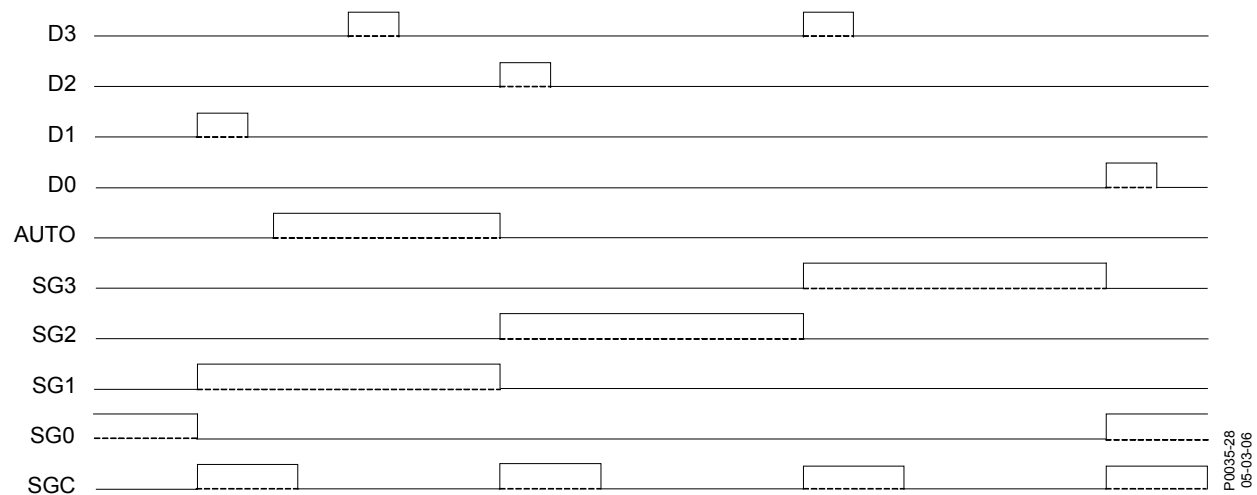 D3
D2
D1
D0
AUTO
SG3
SG2
SG1
SG0
SGC
P0035-28
05-03-06